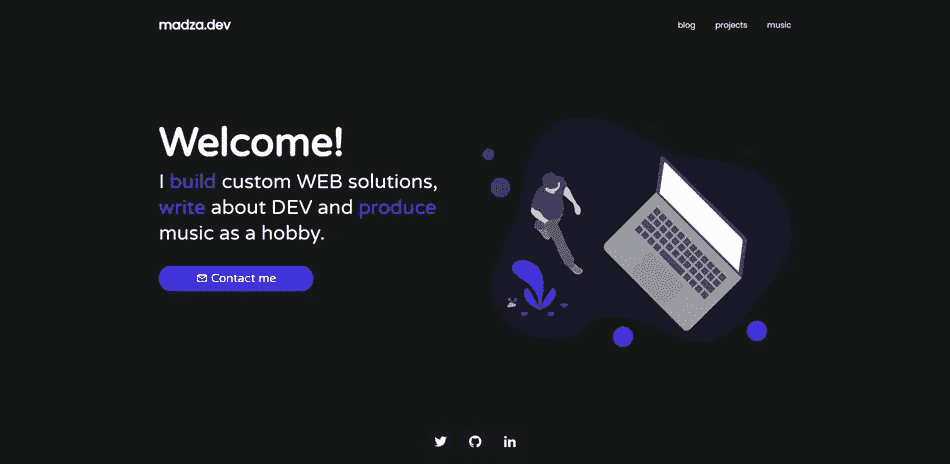 madza.dev
blog projects music
Welcome!
I build custom WEB solutions,
write about DEV and produce
music as a hobby.
Contact me